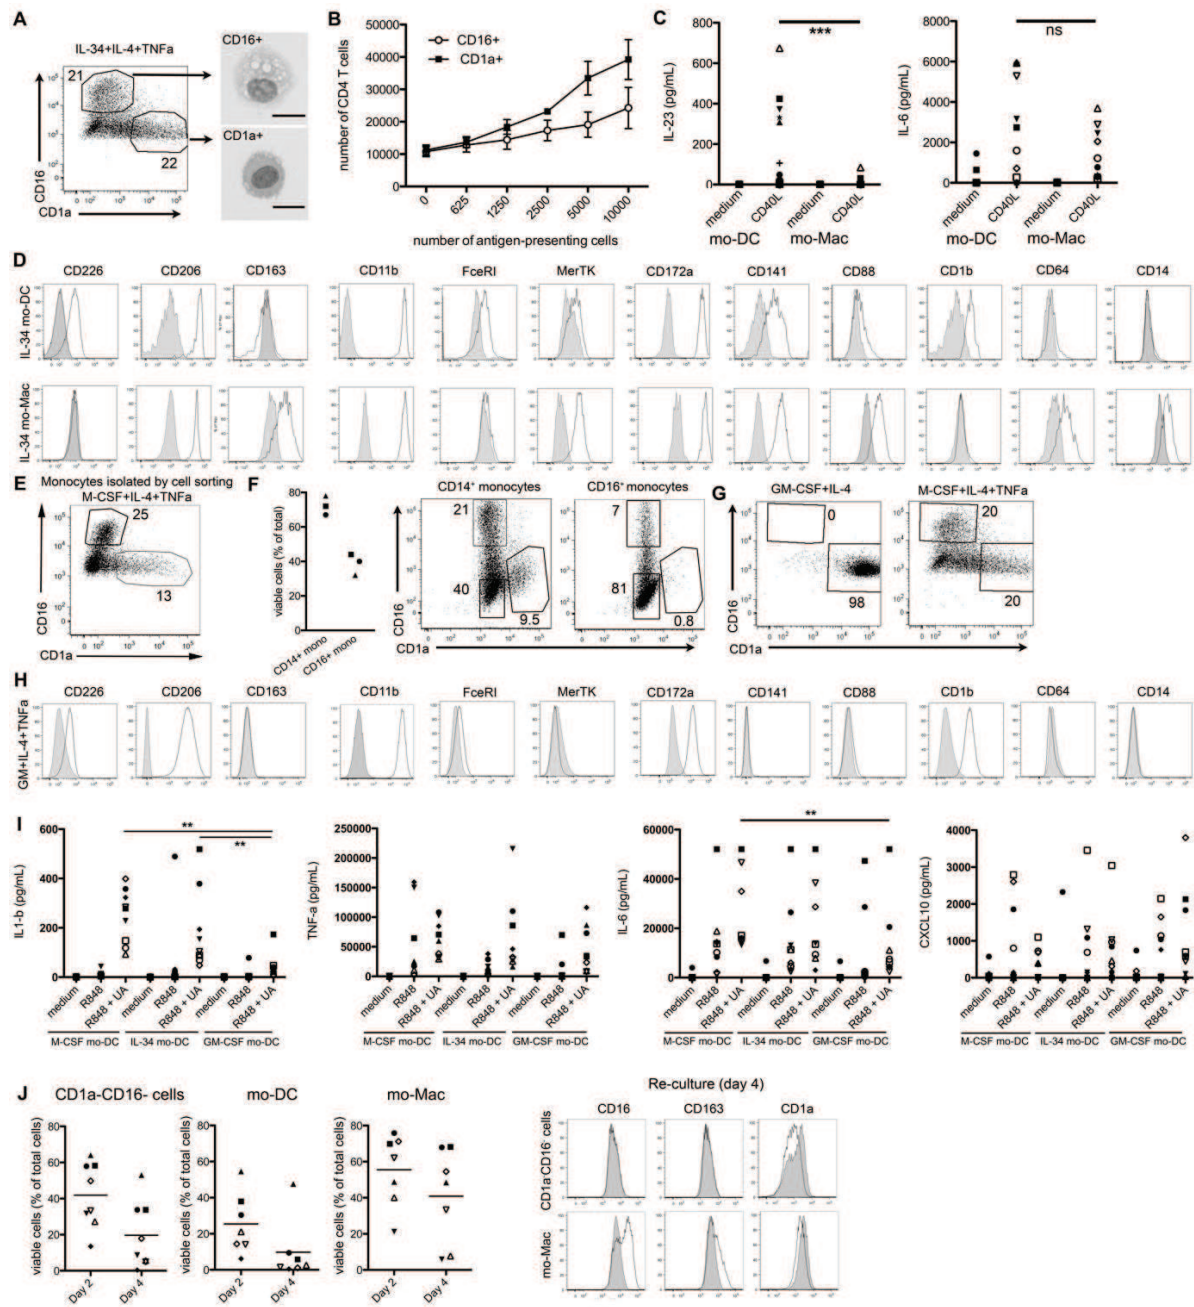 A
IL-34+IL-4+TNFa
21
22
CD16
CD1a
CD16+
CD1a+
B
number of CD4 T cells
50000
40000
30000
20000
10000
0
CD16+
CD1a+
0
625
1250
2500
5000
10000
number of antigen-presenting cells
C
IL-23 (pg/mL)
800
600
400
200
0
***
medium
CD40L
medium
CD40L
mo-DC mo-Mac
IL-6 (pg/mL)
8000
6000
4000
2000
0
ns
medium
CD40L
medium
CD40L
mo-DC mo-Mac
D
CD226 CD206 CD163 CD11b FceRI MerTK CD172a CD141 CD88 CD1b CD64 CD14
IL-34 mo-DC
IL-34 mo-Mac
E
Monocytes isolated by cell sorting
M-CSF+IL-4+TNFa
25
13
CD16
CD1a
F
viable cells (% of total)
80
60
40
20
0
CD14+ mono
CD16+ mono
CD14+ monocytes
21
40
9.5
CD16+ monocytes
7
81
0.8
CD16
CD1a
G
GM-CSF+IL-4
0
98
M-CSF+IL-4+TNFa
20
20
CD16
CD1a
H
CD226 CD206 CD163 CD11b FceRI MerTK CD172a CD141 CD88 CD1b CD64 CD14
GM+IL-4+TNFa
I
IL1-b (pg/mL)
600
400
200
0
**
**
medium
R848
R848 + UA
medium
R848
R848 + UA
medium
R848
R848 + UA
M-CSF mo-DC IL-34 mo-DC GM-CSF mo-DC
TNF-a (pg/mL)
250000
200000
150000
100000
50000
0
medium
R848
R848 + UA
medium
R848
R848 + UA
medium
R848
R848 + UA
M-CSF mo-DC IL-34 mo-DC GM-CSF mo-DC
IL-6 (pg/mL)
60000
40000
20000
0
**
medium
R848
R848 + UA
medium
R848
R848 + UA
medium
R848
R848 + UA
M-CSF mo-DC IL-34 mo-DC GM-CSF mo-DC
CXCL10 (pg/mL)
4000
3000
2000
1000
0
medium
R848
R848 + UA
medium
R848
R848 + UA
medium
R848
R848 + UA
M-CSF mo-DC IL-34 mo-DC GM-CSF mo-DC
J
CD1a-CD16- cells
viable cells (% of total cells)
80
60
40
20
0
Day 2
Day 4
mo-DC
viable cells (% of total cells)
80
60
40
20
0
Day 2
Day 4
mo-Mac
viable cells (% of total cells)
80
60
40
20
0
Day 2
Day 4
Re-culture (day 4)
CD16 CD163 CD1a
CD1a-CD16- cells
mo-Mac